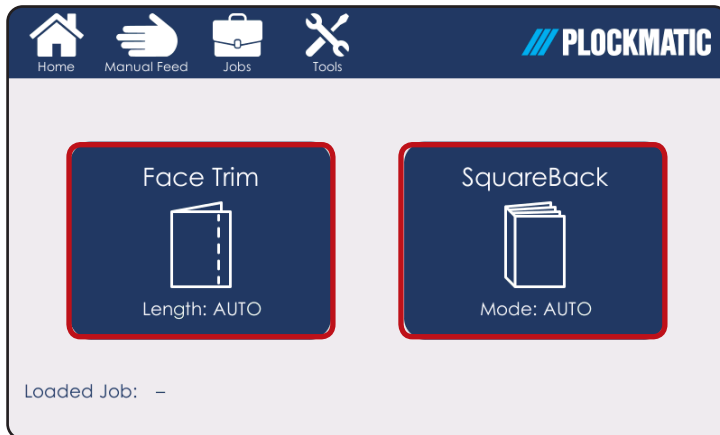 Home Manual Feed Jobs Tools
PLOCKMATIC
Face Trim
Length: AUTO
SquareBack
Mode: AUTO
Loaded Job: –